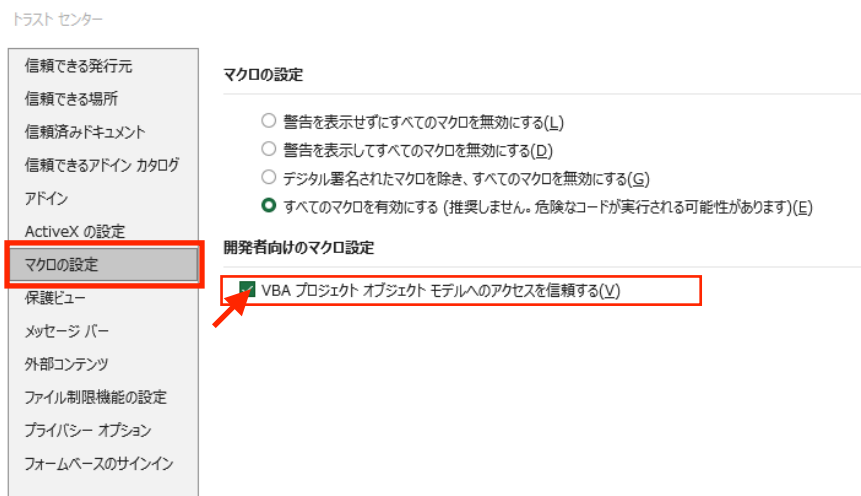 トラスト センター
信頼できる発行元
信頼できる場所
信頼済みドキュメント
信頼できるアドイン カタログ
アドイン
ActiveX の設定
マクロの設定
保護ビュー
メッセージ バー
外部コンテンツ
ファイル制限機能の設定
プライバシー オプション
フォームベースのサインイン
マクロの設定
警告を表示せずにすべてのマクロを無効にする(L)
警告を表示してすべてのマクロを無効にする(D)
デジタル署名されたマクロを除き、すべてのマクロを無効にする(G)
すべてのマクロを有効にする (推奨しません。危険なコードが実行される可能性があります)(E)
開発者向けのマクロ設定
VBA プロジェクト オブジェクト モデルへのアクセスを信頼する(V)